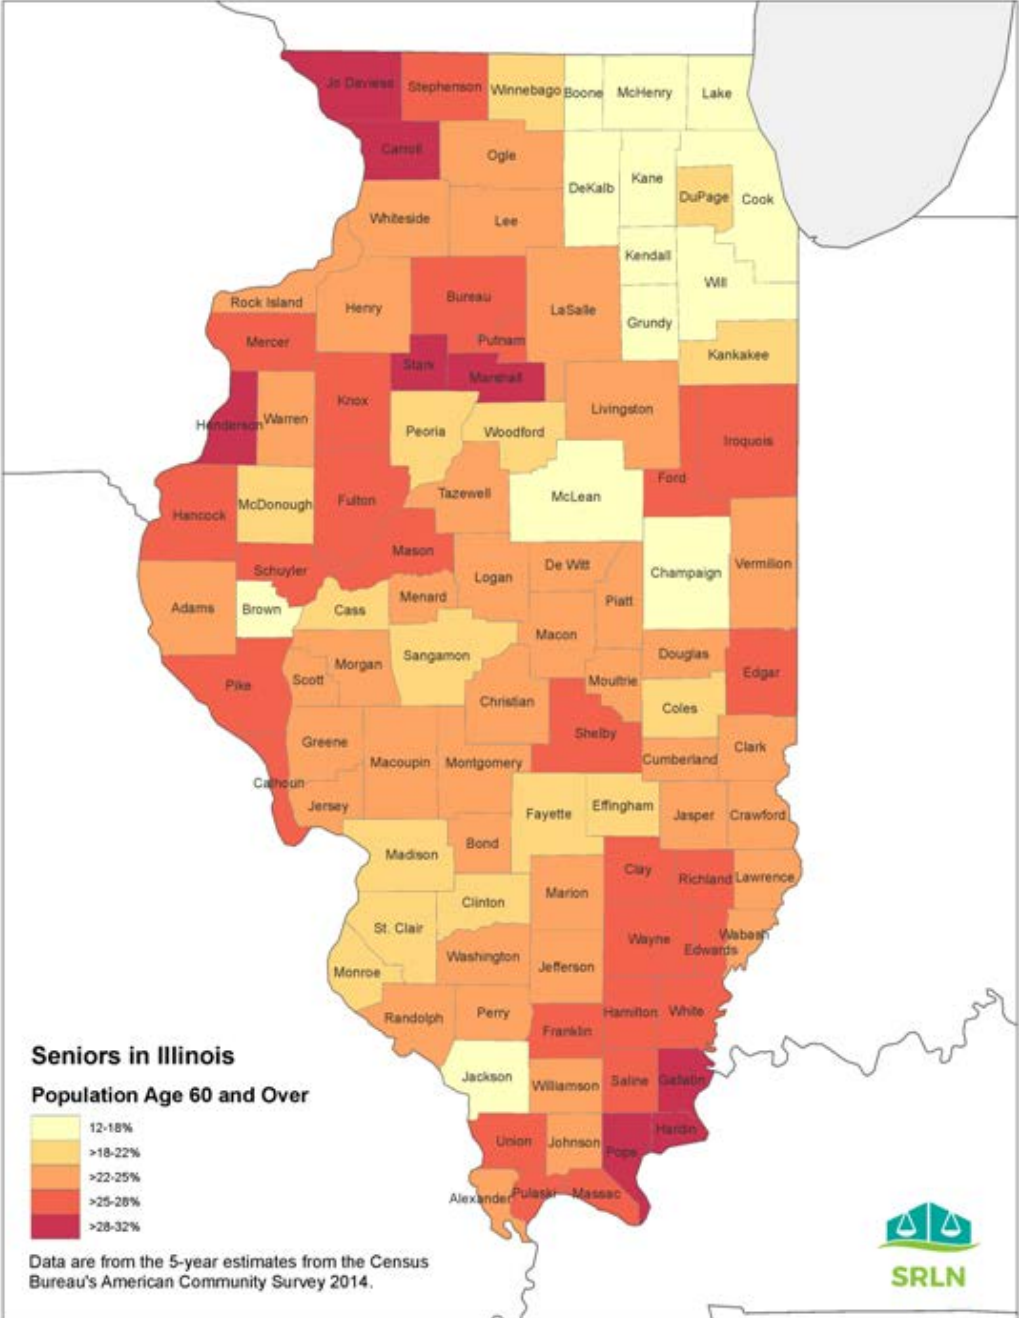 Jo Daviess
Stephenson
Winnebago
Boone
McHenry
Lake
Carroll
Ogle
DeKalb
Kane
DuPage
Cook
Whiteside
Lee
Kendall
Will
Rock Island
Henry
Bureau
LaSalle
Grundy
Mercer
Putnam
Kankakee
Stark
Marshall
Henderson
Warren
Knox
Peoria
Woodford
Livingston
Iroquois
Ford
Hancock
McDonough
Fulton
Tazewell
McLean
Mason
Schuyler
Logan
De Witt
Champaign
Vermilion
Adams
Brown
Cass
Menard
Piatt
Macon
Sangamon
Douglas
Edgar
Pike
Scott
Morgan
Christian
Moultrie
Coles
Shelby
Greene
Macoupin
Montgomery
Cumberland
Clark
Calhoun
Jersey
Fayette
Effingham
Jasper
Crawford
Bond
Madison
Clay
Richland
Lawrence
Marion
Clinton
St. Clair
Wayne
Edwards
Wabash
Washington
Jefferson
Monroe
Randolph
Perry
Hamilton
White
Franklin
Jackson
Williamson
Saline
Gallatin
Union
Johnson
Pope
Hardin
Alexander
Pulaski
Massac
Seniors in Illinois
Population Age 60 and Over
12-18%
>18-22%
>22-25%
>25-28%
>28-32%
Data are from the 5-year estimates from the Census
Bureau's American Community Survey 2014.
SRLN